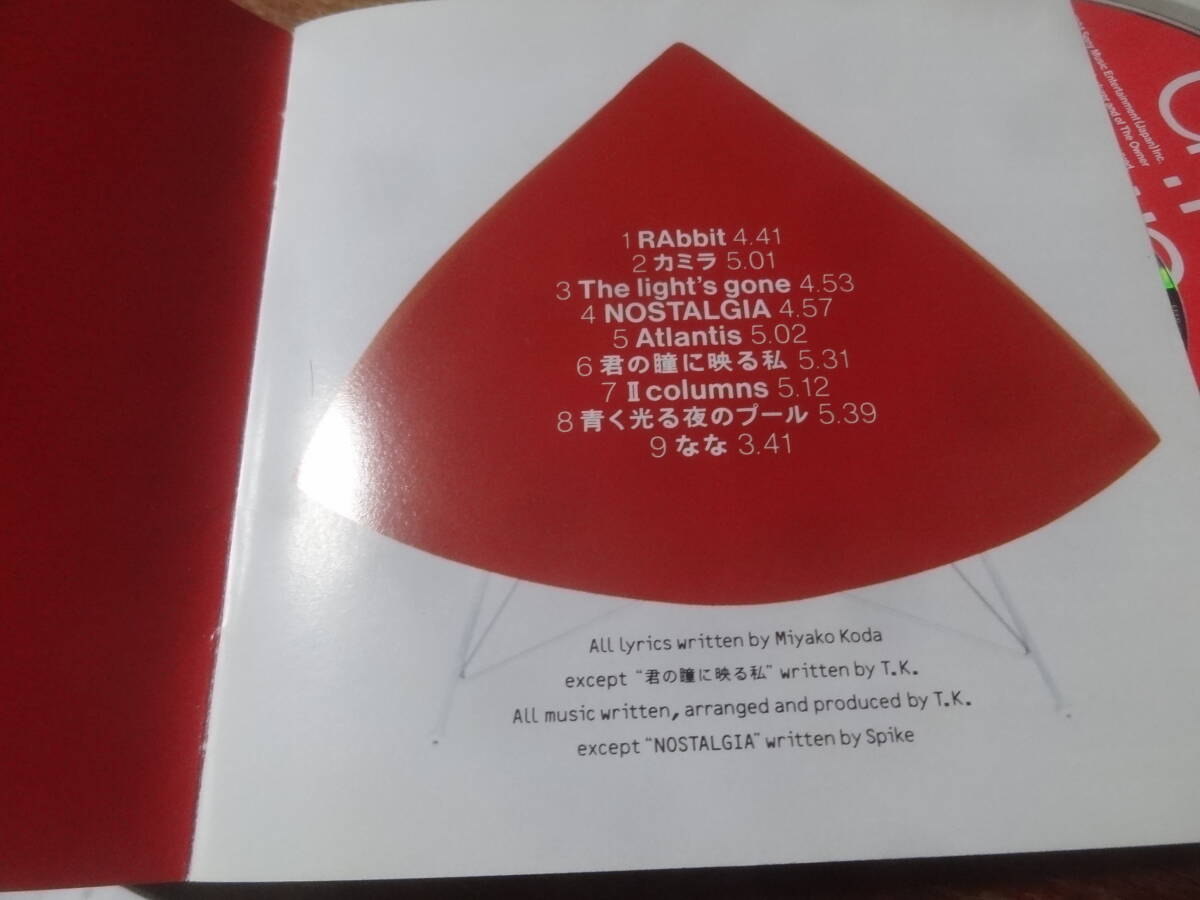 1 RAbbit 4.41
2 カミラ 5.01
3 The light's gone 4.53
4 NOSTALGIA 4.57
5 Atlantis 5.02
6 君の瞳に映る私 5.31
7 Ⅱ columns 5.12
8 青く光る夜のプール 5.39
9 なな 3.41
All lyrics written by Miyako Koda
except "君の瞳に映る私" written by T.K.
All music written, arranged and produced by T.K.
except "NOSTALGIA" written by Spike
Sony Music Entertainment (Japan) Inc.
and of The Owner